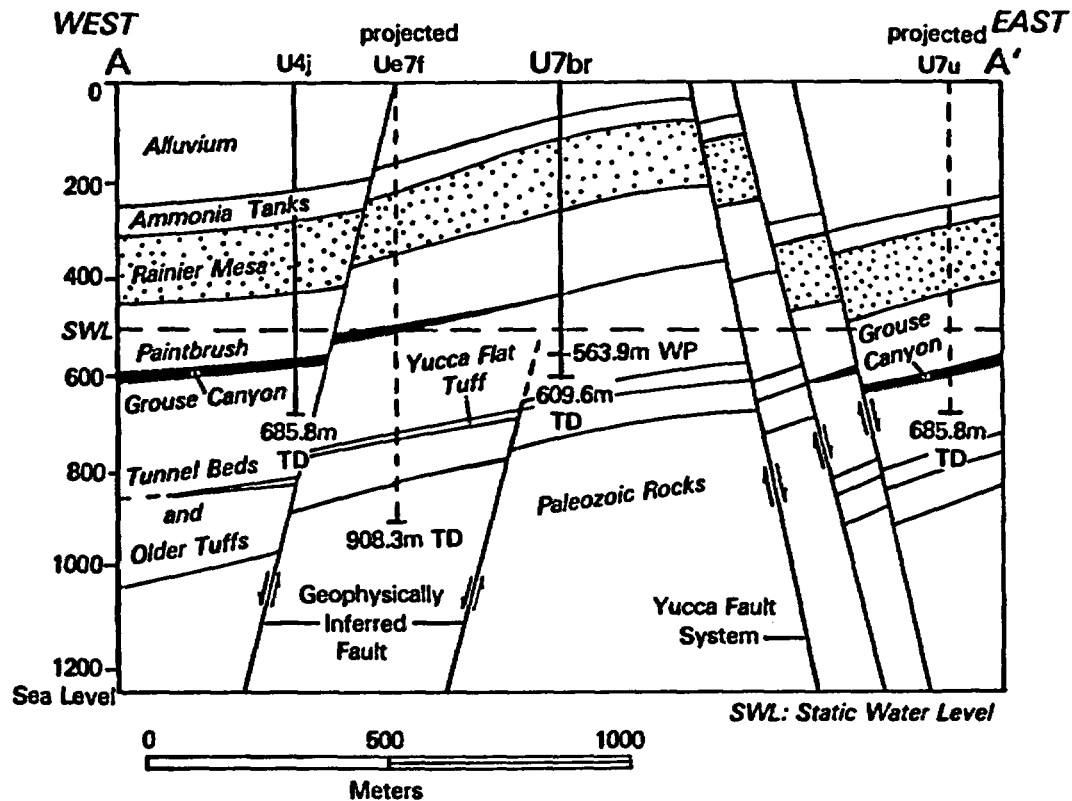 WEST
EAST
projected
projected
A
U4j
Ue7f
U7br
U7u
A'
0
Alluvium
200
Ammonia Tanks
Rainier Mesa
400
SWL
Paintbrush
Grouse
Canyon
563.9m WP
Yucca Flat
Tuff
600
Grouse Canyon
609.6m
TD
685.8m
TD
685.8m
TD
Tunnel Beds
800
and
Paleozoic Rocks
Older Tuffs
908.3m TD
1000
Geophysically
Inferred
Fault
Yucca Fault
System
1200
Sea Level
SWL: Static Water Level
0
500
1000
Meters